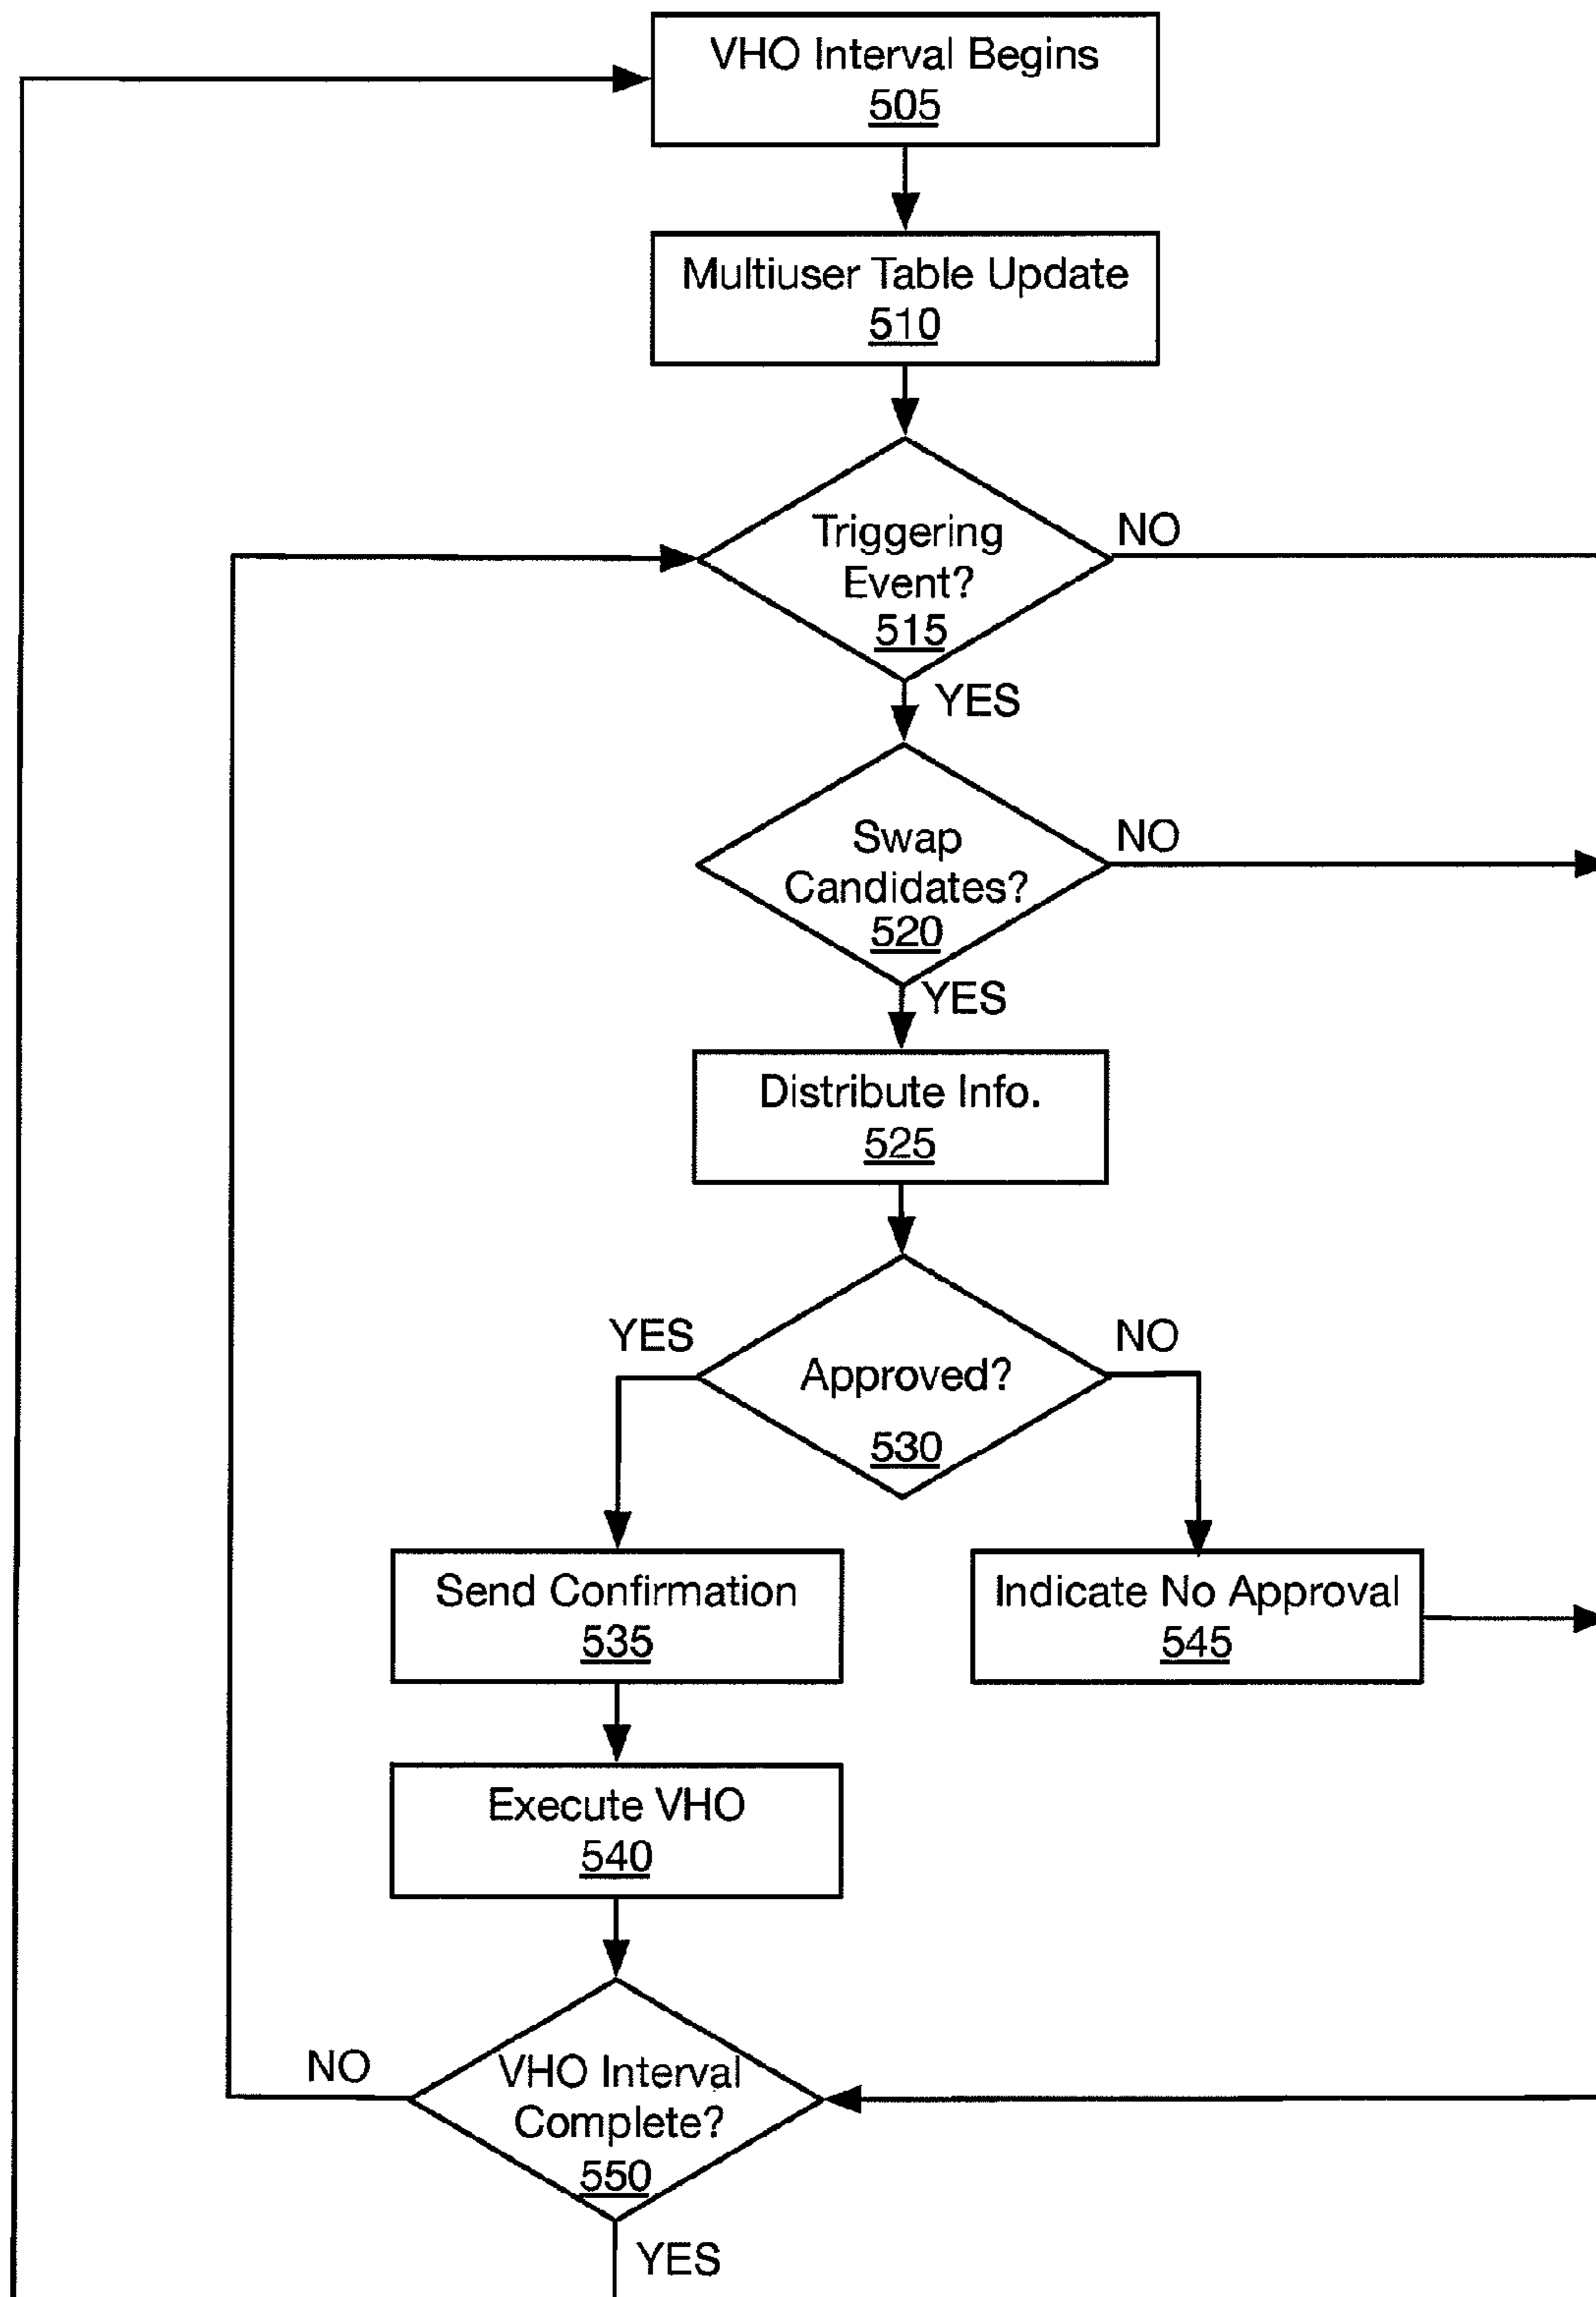 VHO Interval Begins
505
Multiuser Table Update
510
Triggering
Event?
515
NO
YES
Swap
Candidates?
520
NO
YES
Distribute Info.
525
YES
NO
Approved?
530
Send Confirmation
535
Indicate No Approval
545
Execute VHO
540
NO
VHO Interval
Complete?
550
YES